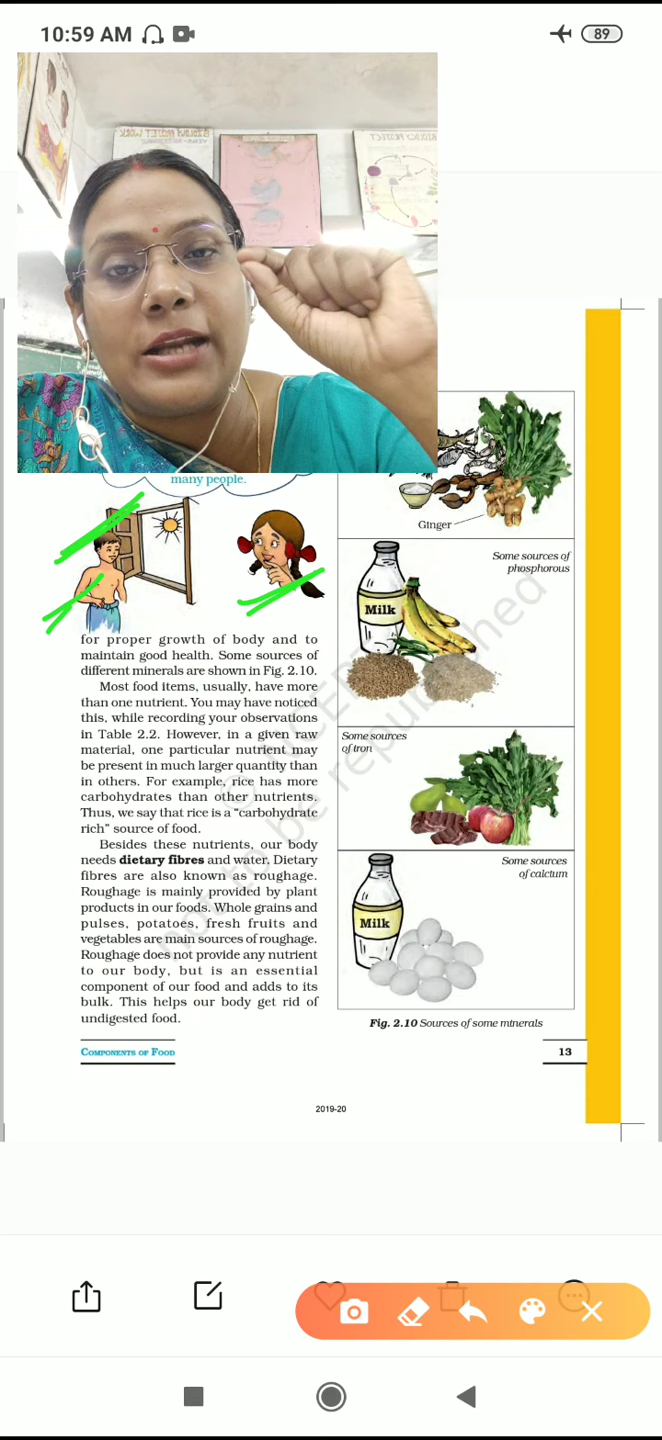 10:59 AM
89
many people.
Ginger
Some sources of
phosphorous
Milk
for proper growth of body and to
maintain good health. Some sources of
different minerals are shown in Fig. 2.10.
Most food items, usually, have more
than one nutrient. You may have noticed
this, while recording your observations
in Table 2.2. However, in a given raw
material, one particular nutrient may
be present in much larger quantity than
in others. For example, rice has more
carbohydrates than other nutrients.
Thus, we say that rice is a “carbohydrate
rich” source of food.
Besides these nutrients, our body
needs dietary fibres and water. Dietary
fibres are also known as roughage.
Roughage is mainly provided by plant
products in our foods. Whole grains and
pulses, potatoes, fresh fruits and
vegetables are main sources of roughage.
Roughage does not provide any nutrient
to our body, but is an essential
component of our food and adds to its
bulk. This helps our body get rid of
undigested food.
Some sources
of iron
Some sources
of calcium
Milk
Fig. 2.10 Sources of some minerals
COMPONENTS OF FOOD
13
2019-20
not to be republished